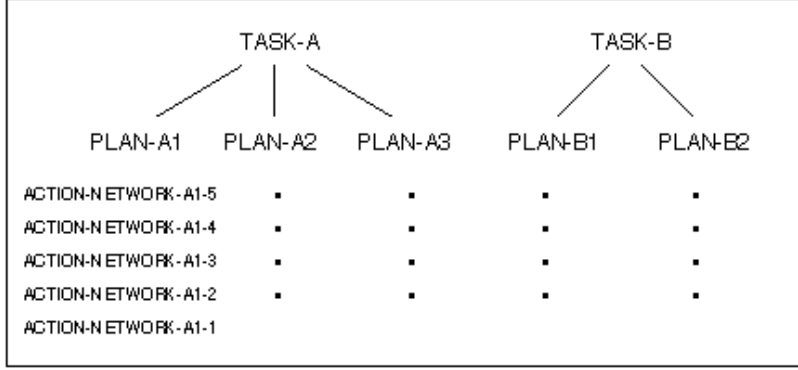 TASK-A TASK-B
PLAN-A1 PLAN-A2 PLAN-A3 PLAN-B1 PLAN-B2
ACTION-NETWORK-A1-5
ACTION-NETWORK-A1-4
ACTION-NETWORK-A1-3
ACTION-NETWORK-A1-2
ACTION-NETWORK-A1-1